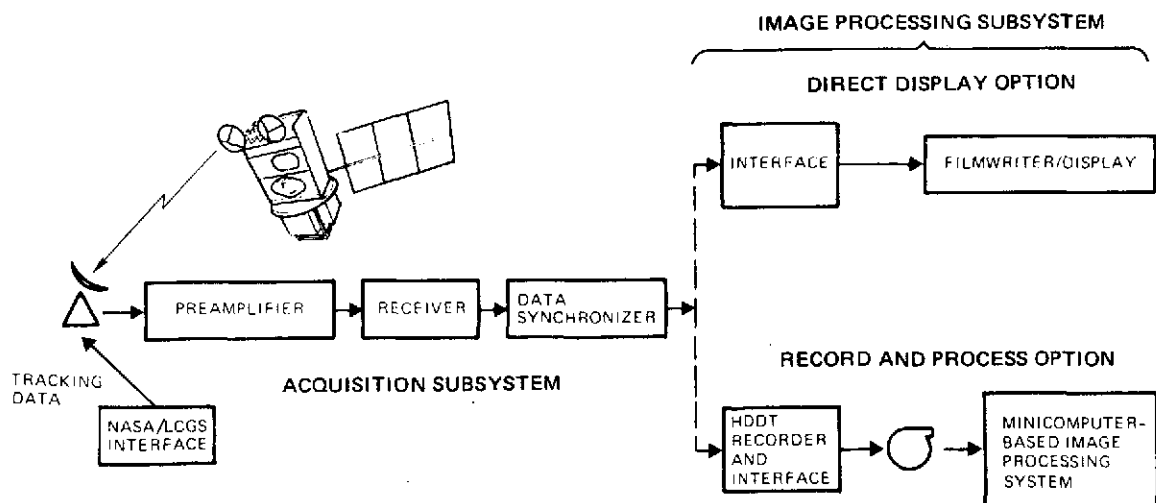 IMAGE PROCESSING SUBSYSTEM
DIRECT DISPLAY OPTION
INTERFACE
FILMWRITER/DISPLAY
PREAMPLIFIER
RECEIVER
DATA
SYNCHRONIZER
TRACKING
DATA
NASA/LCGS
INTERFACE
ACQUISITION SUBSYSTEM
RECORD AND PROCESS OPTION
HDDT
RECORDER
AND
INTERFACE
MINICOMPUTER-
BASED IMAGE
PROCESSING
SYSTEM